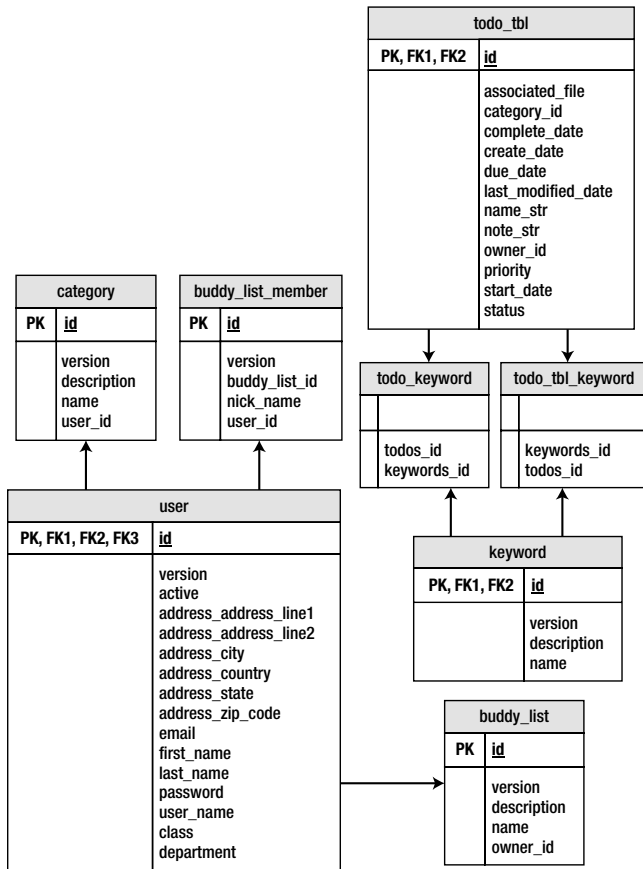 todo_tbl
PK, FK1, FK2 id
associated_file
category_id
complete_date
create_date
due_date
last_modified_date
name_str
note_str
owner_id
priority
start_date
status
category
PK id
version
description
name
user_id
buddy_list_member
PK id
version
buddy_list_id
nick_name
user_id
todo_keyword
todos_id
keywords_id
todo_tbl_keyword
keywords_id
todos_id
user
PK, FK1, FK2, FK3 id
version
active
address_address_line1
address_address_line2
address_city
address_country
address_state
address_zip_code
email
first_name
last_name
password
user_name
class
department
keyword
PK, FK1, FK2 id
version
description
name
buddy_list
PK id
version
description
name
owner_id